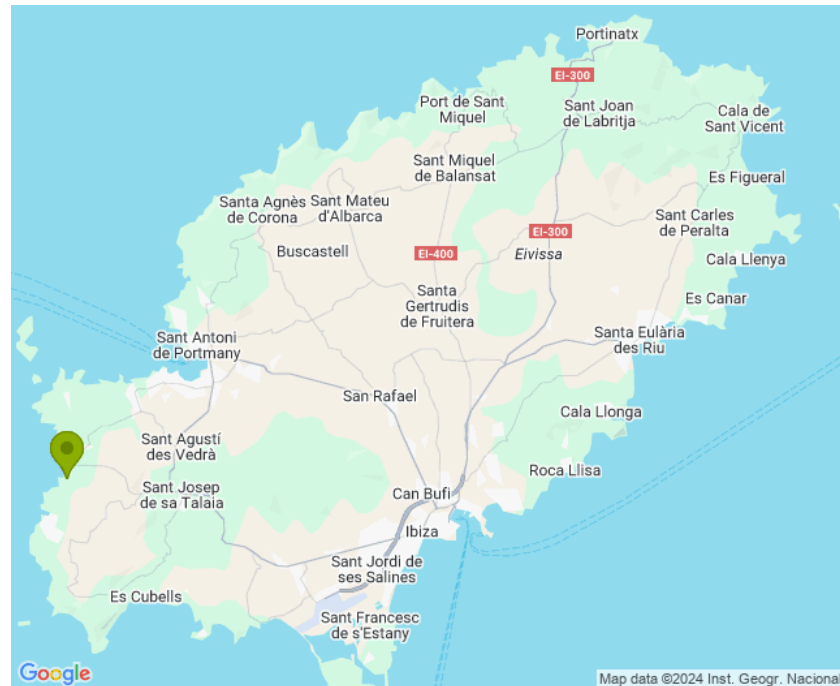 Portinatx
EI-300
Port de Sant
Miquel
Sant Joan
de Labritja
Cala de
Sant Vicent
Sant Miquel
de Balansat
Es Figueral
Santa Agnès
de Corona
Sant Mateu
d'Albarca
Sant Carles
de Peralta
EI-300
Buscastell
EI-400
Eivissa
Cala Llenya
Santa
Gertrudis
de Fruitera
Es Canar
Sant Antoni
de Portmany
Santa Eulària
des Riu
San Rafael
Cala Llonga
Sant Agustí
des Vedrà
Roca Llisa
Sant Josep
de sa Talaia
Can Bufi
Ibiza
Sant Jordi de
ses Salines
Es Cubells
Sant Francesc
de s'Estany
Google
Map data ©2024 Inst. Geogr. Nacional